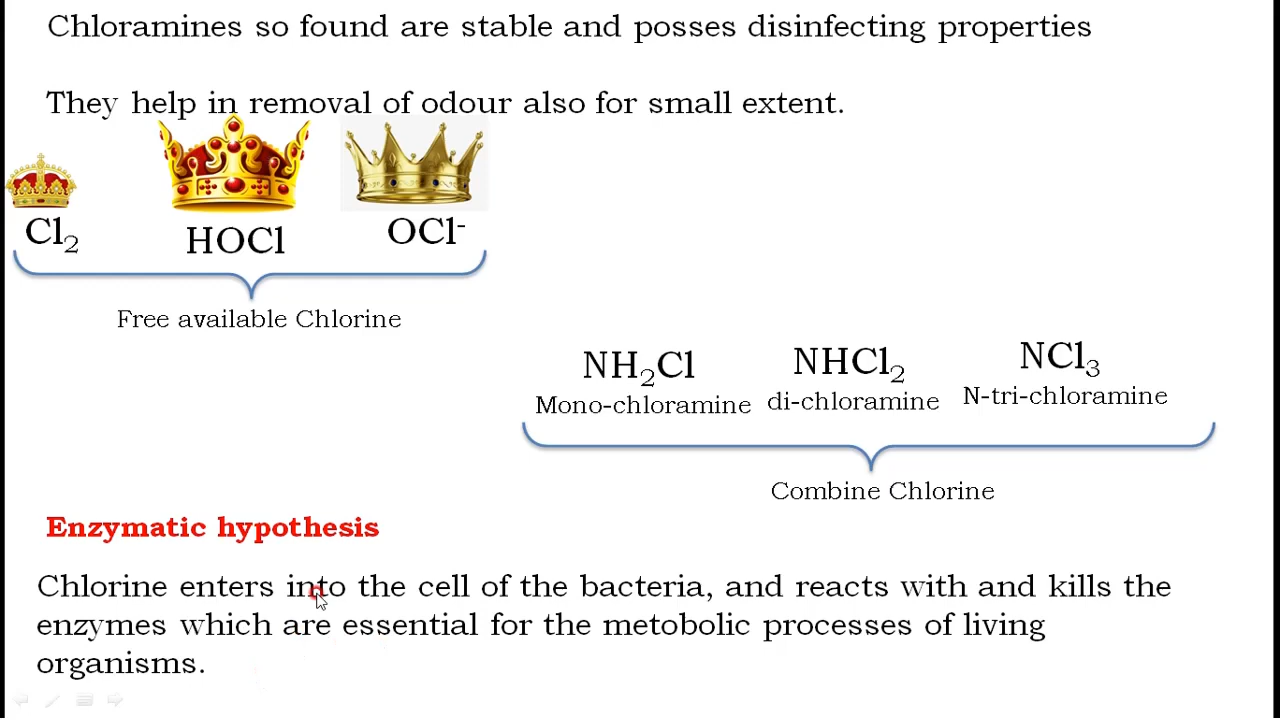 Chloramines so found are stable and posses disinfecting properties
They help in removal of odour also for small extent.
Cl₂ HOCl OCl⁻
Free available Chlorine
NH₂Cl NHCl₂ NCl₃
Mono-chloramine di-chloramine N-tri-chloramine
Combine Chlorine
Enzymatic hypothesis
Chlorine enters into the cell of the bacteria, and reacts with and kills the
enzymes which are essential for the metobolic processes of living
organisms.